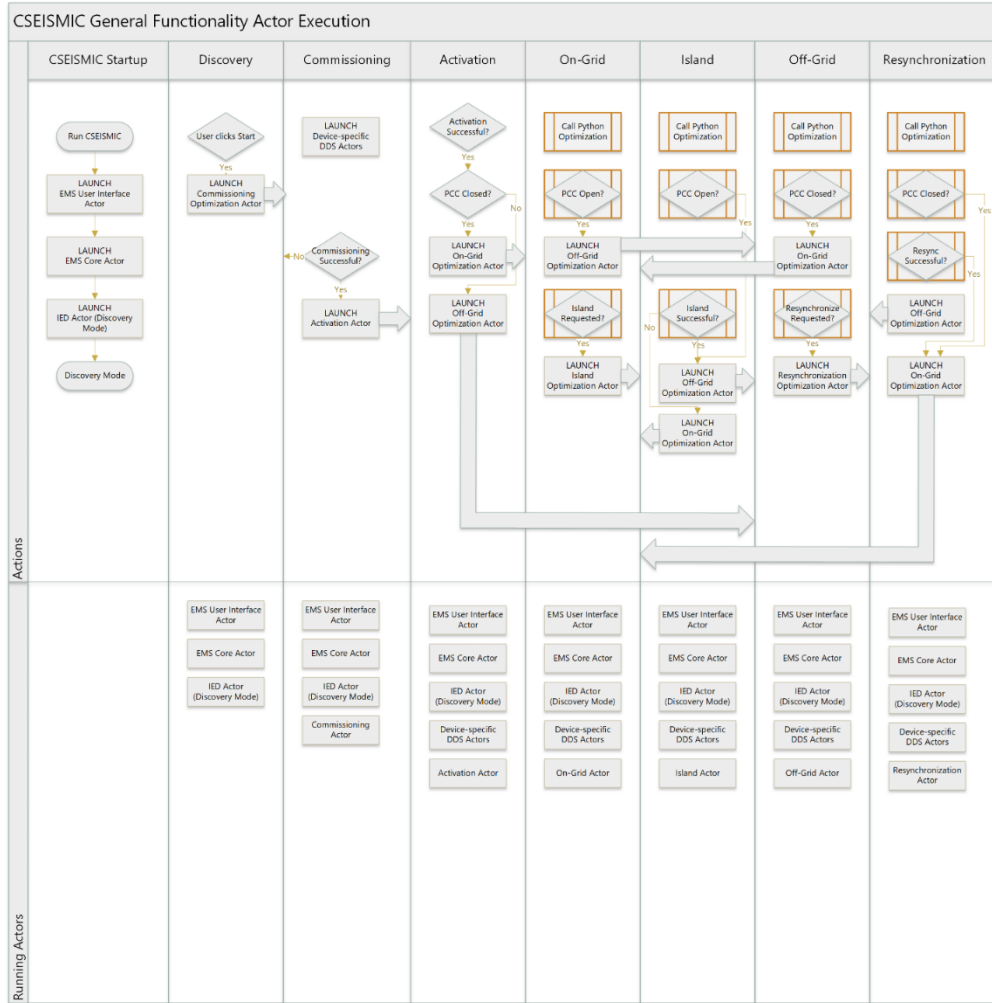 CSEISMIC General Functionality Actor Execution
CSEISMIC Startup
Discovery
Commissioning
Activation
On-Grid
Island
Off-Grid
Resynchronization
Actions
Run CSEISMIC
LAUNCH
EMS User Interface
Actor
LAUNCH
EMS Core Actor
LAUNCH
IED Actor (Discovery
Mode)
Discovery Mode
User clicks Start
Yes
LAUNCH
Commissioning
Optimization Actor
LAUNCH
Device-specific
DDS Actors
Commissioning
Successful?
No
Yes
LAUNCH
Activation Actor
Activation
Successful?
Yes
PCC Closed?
No
Yes
LAUNCH
On-Grid
Optimization Actor
LAUNCH
Off-Grid
Optimization Actor
Call Python
Optimization
PCC Open?
Yes
LAUNCH
Off-Grid
Optimization Actor
Island
Requested?
Yes
LAUNCH
Island
Optimization Actor
Call Python
Optimization
PCC Open?
Yes
Island
Successful?
No
Yes
LAUNCH
Off-Grid
Optimization Actor
LAUNCH
On-Grid
Optimization Actor
Call Python
Optimization
PCC Closed?
Yes
LAUNCH
On-Grid
Optimization Actor
Resynchronize
Requested?
Yes
LAUNCH
Resynchronization
Optimization Actor
Call Python
Optimization
PCC Closed?
Yes
Resync
Successful?
Yes
LAUNCH
Off-Grid
Optimization Actor
No
LAUNCH
On-Grid
Optimization Actor
Running Actors
EMS User Interface
Actor
EMS Core Actor
IED Actor
(Discovery Mode)
EMS User Interface
Actor
EMS Core Actor
IED Actor
(Discovery Mode)
Commissioning
Actor
EMS User Interface
Actor
EMS Core Actor
IED Actor
(Discovery Mode)
Device-specific
DDS Actors
Activation Actor
EMS User Interface
Actor
EMS Core Actor
IED Actor
(Discovery Mode)
Device-specific
DDS Actors
On-Grid Actor
EMS User Interface
Actor
EMS Core Actor
IED Actor
(Discovery Mode)
Device-specific
DDS Actors
Island Actor
EMS User Interface
Actor
EMS Core Actor
IED Actor
(Discovery Mode)
Device-specific
DDS Actors
Off-Grid Actor
EMS User Interface
Actor
EMS Core Actor
IED Actor
(Discovery Mode)
Device-specific
DDS Actors
Resynchronization
Actor